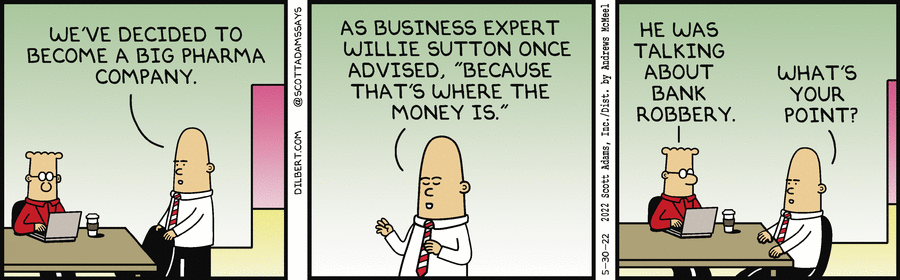 WE'VE DECIDED TO
BECOME A BIG PHARMA
COMPANY.
DILBERT.COM @SCOTTADAMSSAYS
AS BUSINESS EXPERT
WILLIE SUTTON ONCE
ADVISED, "BECAUSE
THAT'S WHERE THE
MONEY IS."
5-30-22 2022 Scott Adams, Inc./Dist. by Andrews McMeel
HE WAS
TALKING
ABOUT
BANK
ROBBERY.
WHAT'S
YOUR
POINT?